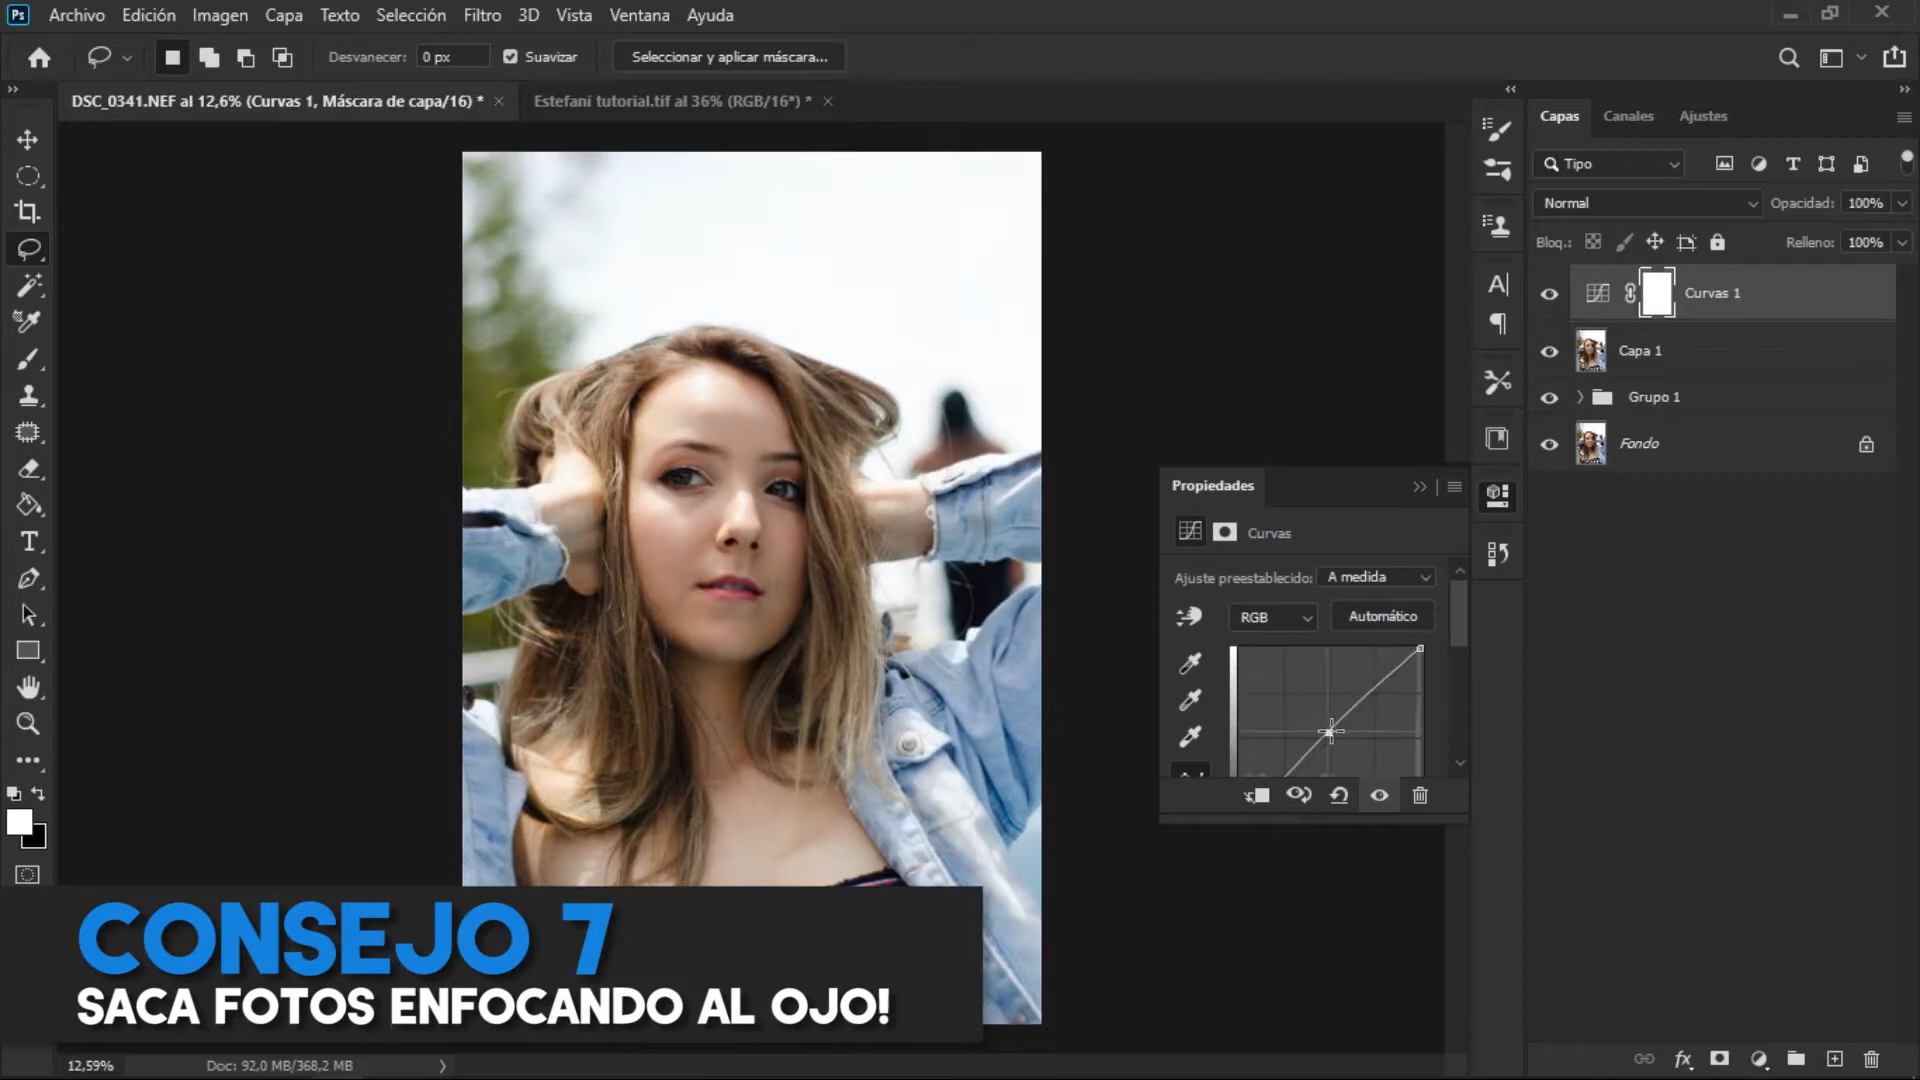 Ps Archivo Edición Imagen Capa Texto Selección Filtro 3D Vista Ventana Ayuda
Desvanecer: 0 px Suavizar Seleccionar y aplicar máscara...
DSC_0341.NEF al 12,6% (Curvas 1, Máscara de capa/16) * Estefani tutorial.tif al 36% (RGB/16*) *
Capas Canales Ajustes
Tipo
Normal Opacidad: 100%
Bloq.: Relleno: 100%
Curvas 1
Capa 1
Grupo 1
Fondo
Propiedades
Curvas
Ajuste preestablecido: A medida
RGB Automático
CONSEJO 7
SACA FOTOS ENFOCANDO AL OJO!
12,59% Doc: 92,0 MB/368,2 MB